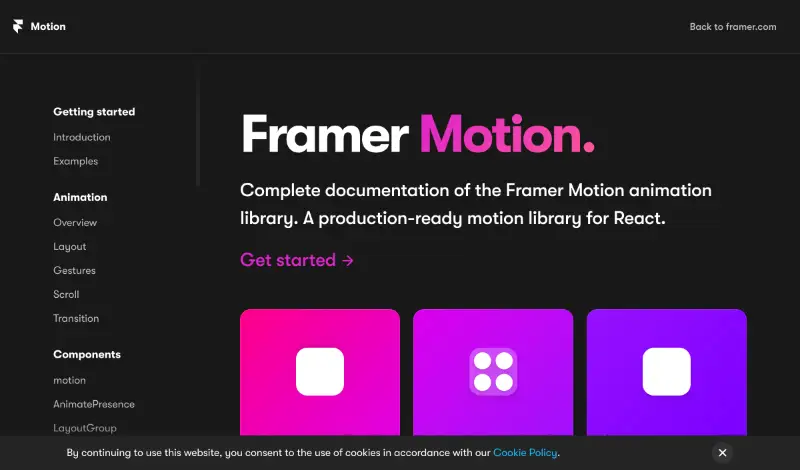 Motion
Back to framer.com
Getting started
Introduction
Examples
Animation
Overview
Layout
Gestures
Scroll
Transition
Components
motion
AnimatePresence
LayoutGroup
Framer Motion.
Complete documentation of the Framer Motion animation
library. A production-ready motion library for React.
Get started →
By continuing to use this website, you consent to the use of cookies in accordance with our Cookie Policy.